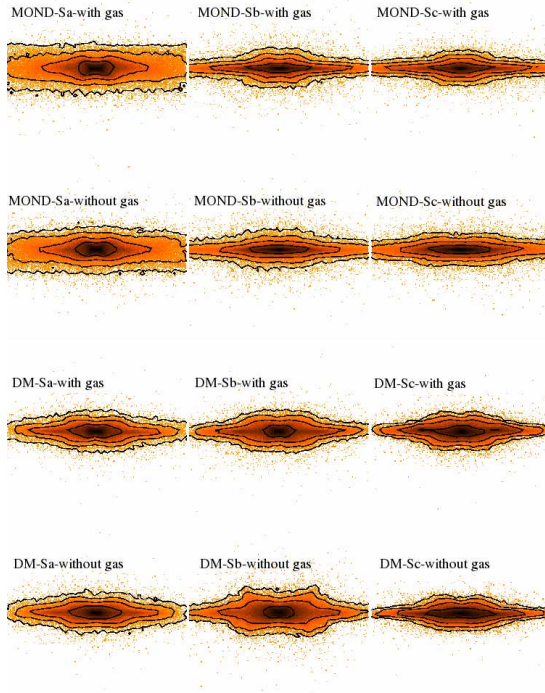 MOND-Sa-with gas
MOND-Sb-with gas
MOND-Sc-with gas
MOND-Sa-without gas
MOND-Sb-without gas
MOND-Sc-without gas
DM-Sa-with gas
DM-Sb-with gas
DM-Sc-with gas
DM-Sa-without gas
DM-Sb-without gas
DM-Sc-without gas